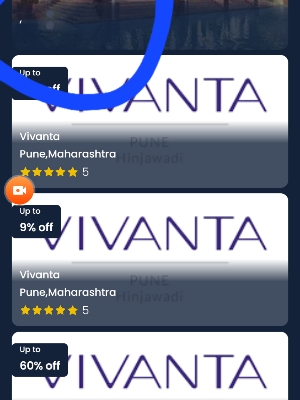 ,
Up to
off
VIVANTA
PUNE
Hinjawadi
Vivanta
Pune,Maharashtra
5
Up to
9% off
VIVANTA
PUNE
Hinjawadi
Vivanta
Pune,Maharashtra
5
Up to
60% off
VIVANTA